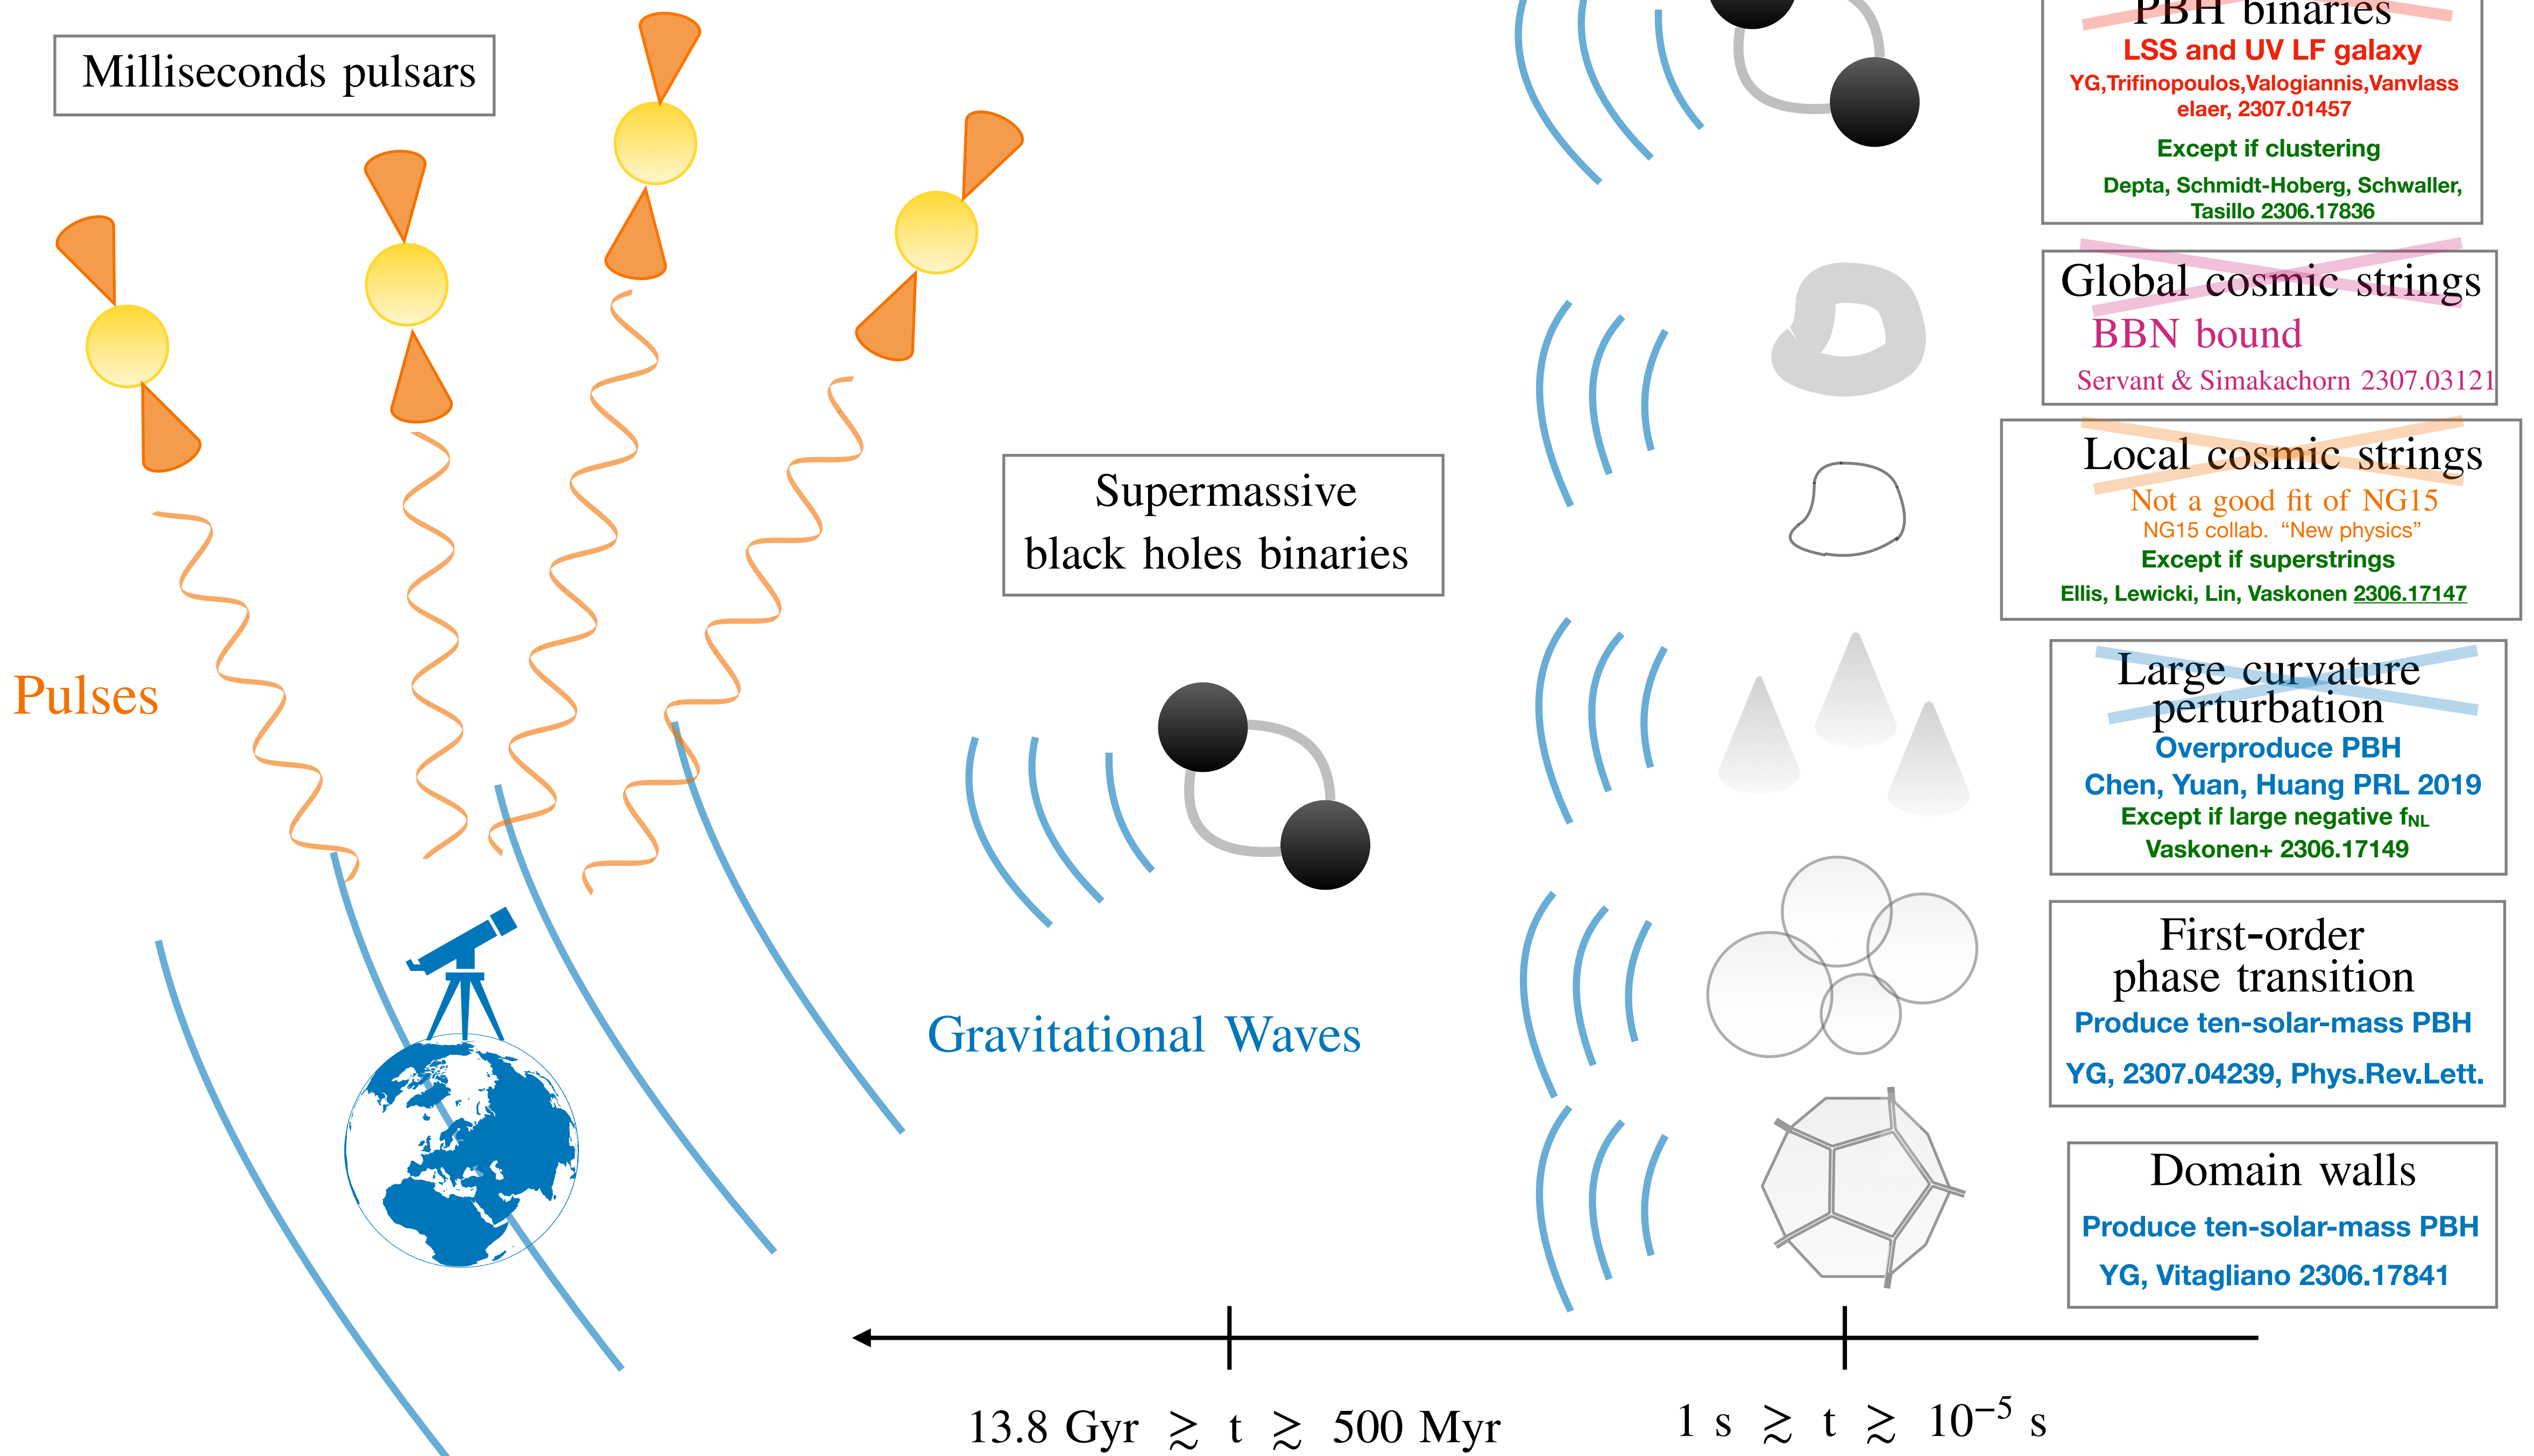 Milliseconds pulsars
Pulses
Supermassive
black holes binaries
Gravitational Waves
PBH binaries
LSS and UV LF galaxy
YG,Trifinopoulos,Valogiannis,Vanvlass
elaer, 2307.01457
Except if clustering
Depta, Schmidt-Hoberg, Schwaller,
Tasillo 2306.17836
Global cosmic strings
BBN bound
Servant & Simakachorn 2307.03121
Local cosmic strings
Not a good fit of NG15
NG15 collab. “New physics”
Except if superstrings
Ellis, Lewicki, Lin, Vaskonen 2306.17147
Large curvature
perturbation
Overproduce PBH
Chen, Yuan, Huang PRL 2019
Except if large negative fNL
Vaskonen+ 2306.17149
First-order
phase transition
Produce ten-solar-mass PBH
YG, 2307.04239, Phys.Rev.Lett.
Domain walls
Produce ten-solar-mass PBH
YG, Vitagliano 2306.17841
13.8 Gyr ≳ t ≳ 500 Myr
1 s ≳ t ≳ 10⁻⁵ s